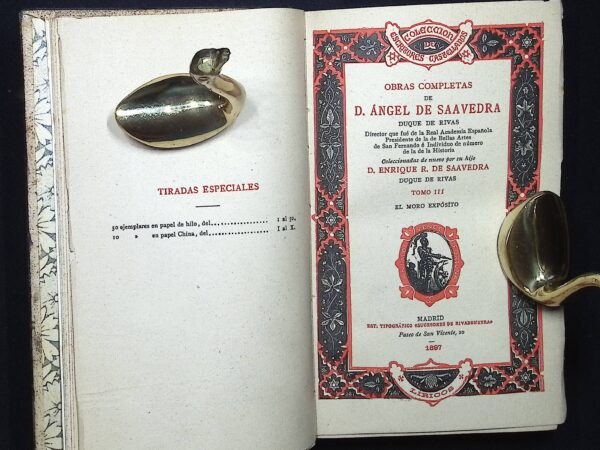 TIRADAS ESPECIALES
50 ejemplares en papel de hilo, del.................. 1 al 50.
10 » en papel China, del.................. I al X.
COLECCION
DE
ESCRITORES CASTELLANOS
OBRAS COMPLETAS
DE
D. ÁNGEL DE SAAVEDRA
DUQUE DE RIVAS
Director que fué de la Real Academia Española
Presidente de la de Bellas Artes
de San Fernando é Individuo de número
de la de la Historia
Coleccionadas de nuevo por su hijo
D. ENRIQUE R. DE SAAVEDRA
DUQUE DE RIVAS
TOMO III
EL MORO EXPÓSITO
MADRID
EST. TIPOGRÁFICO SUCESORES DE RIVADENEYRA
Paseo de San Vicente, 20
1897
LIRICOS